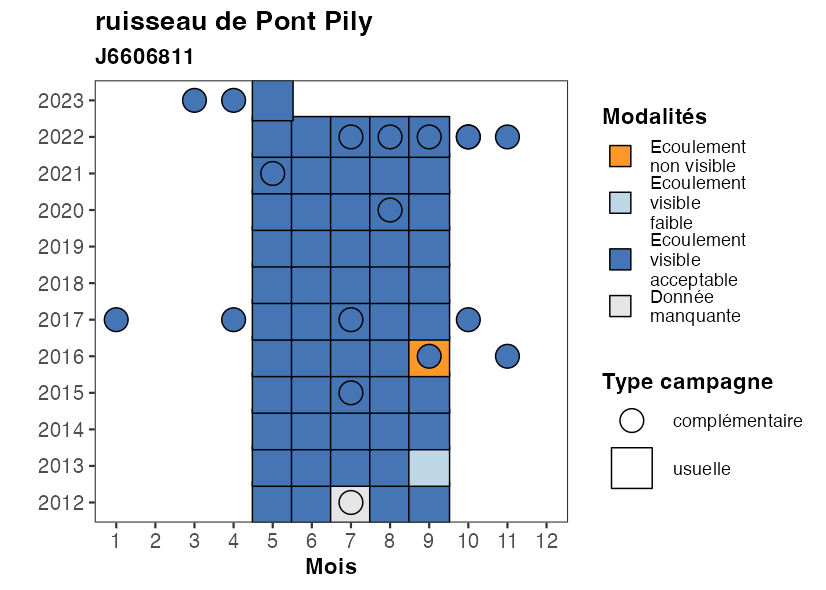 ruisseau de Pont Pily
J6606811
2023
2022
2021
2020
2019
2018
2017
2016
2015
2014
2013
2012
1 2 3 4 5 6 7 8 9 10 11 12
Mois
Modalités
Ecoulement
non visible
Ecoulement
visible
faible
Ecoulement
visible
acceptable
Donnée
manquante
Type campagne
complémentaire
usuelle